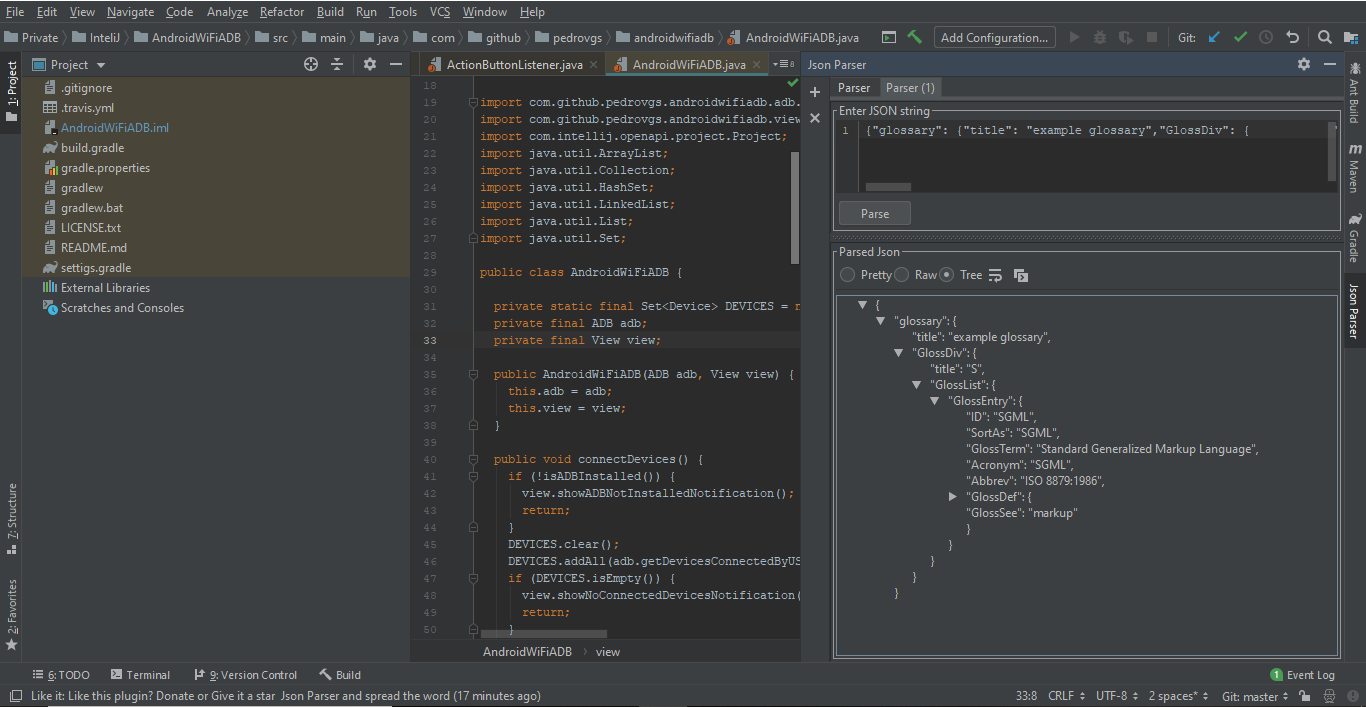 File Edit View Navigate Code Analyze Refactor Build Run Tools VCS Window Help
Private IntelliJ AndroidWiFiADB src main java com github pedrovgs androidwifiadb AndroidWiFiADB.java Add Configuration... Git:
1: Project
Z: Structure
2: Favorites
Project
.gitignore
.travis.yml
AndroidWiFiADB.iml
build.gradle
gradle.properties
gradlew
gradlew.bat
LICENSE.txt
README.md
settigs.gradle
External Libraries
Scratches and Consoles
ActionButtonListener.java AndroidWiFiADB.java 8
18
19 import com.github.pedrovgs.androidwifiadb.adb.
20 import com.github.pedrovgs.androidwifiadb.view
21 import com.intellij.openapi.project.Project;
22 import java.util.ArrayList;
23 import java.util.Collection;
24 import java.util.HashSet;
25 import java.util.LinkedList;
26 import java.util.List;
27 import java.util.Set;
28
29 public class AndroidWiFiADB {
30
31 private static final Set<Device> DEVICES = n
32 private final ADB adb;
33 private final View view;
34
35 public AndroidWiFiADB(ADB adb, View view) {
36 this.adb = adb;
37 this.view = view;
38 }
39
40 public void connectDevices() {
41 if (!isADBInstalled()) {
42 view.showADBNotInstalledNotification();
43 return;
44 }
45 DEVICES.clear();
46 DEVICES.addAll(adb.getDevicesConnectedByUS
47 if (DEVICES.isEmpty()) {
48 view.showNoConnectedDevicesNotification(
49 return;
50 }
AndroidWiFiADB view
Json Parser
Parser Parser (1)
Enter JSON string
1 {"glossary": {"title": "example glossary","GlossDiv": {
Parse
Parsed Json
Pretty Raw Tree
{
"glossary": {
"title": "example glossary",
"GlossDiv": {
"title": "S",
"GlossList": {
"GlossEntry": {
"ID": "SGML",
"SortAs": "SGML",
"GlossTerm": "Standard Generalized Markup Language",
"Acronym": "SGML",
"Abbrev": "ISO 8879:1986",
"GlossDef": {
"GlossSee": "markup"
}
}
}
}
}
Ant Build
Maven
Gradle
Json Parser
6: TODO Terminal 9: Version Control Build 1 Event Log
Like it: Like this plugin? Donate or Give it a star Json Parser and spread the word (17 minutes ago) 33:8 CRLF UTF-8 2 spaces* Git: master